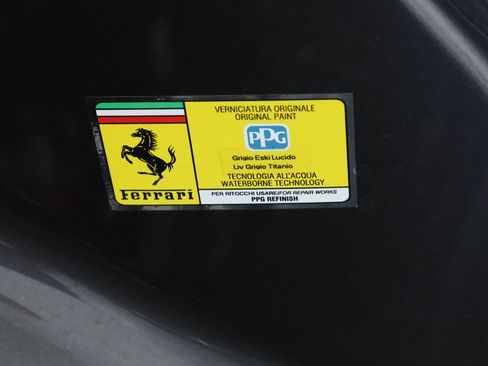 VERNICIATURA ORIGINALE
ORIGINAL PAINT
PPG
Grigio Eski Lucido
Liv Grigio Titanio
TECNOLOGIA ALL'ACQUA
WATERBORNE TECHNOLOGY
PER RITOCCHI USARE/FOR REPAIR WORKS
PPG REFINISH
Ferrari